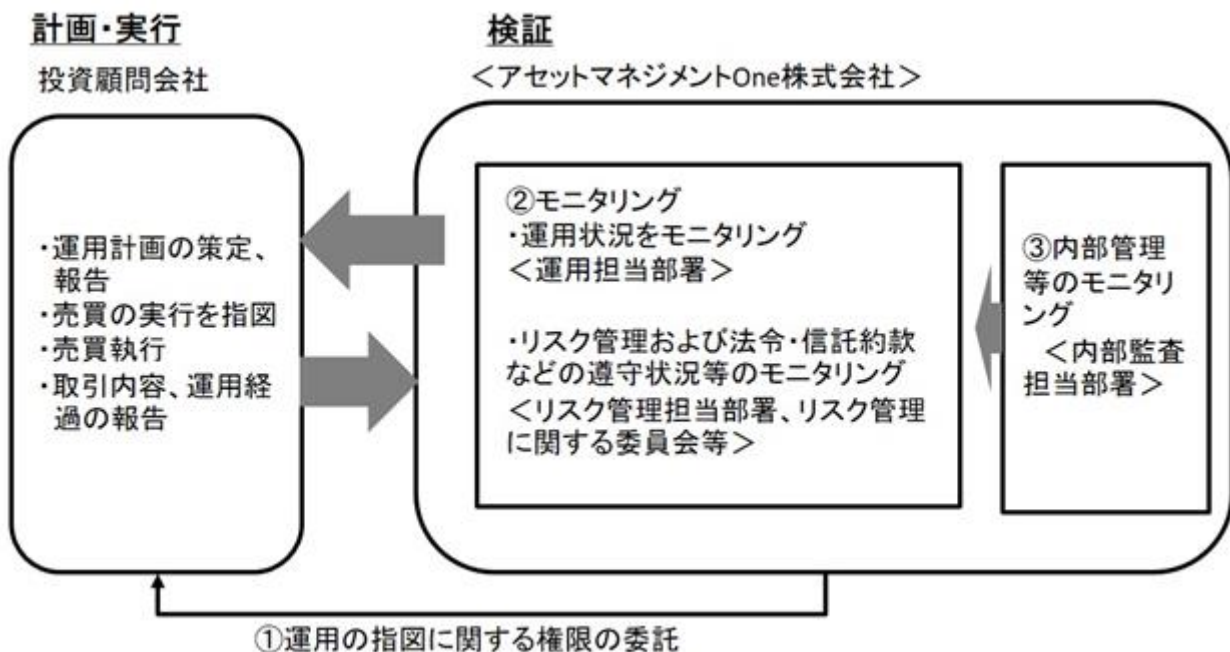 計画・実行
投資顧問会社
・運用計画の策定、
報告
・売買の実行を指図
・売買執行
・取引内容、運用経
過の報告
検証
＜アセットマネジメントOne株式会社＞
②モニタリング
・運用状況をモニタリング
＜運用担当部署＞
・リスク管理および法令・信託約款
などの遵守状況等のモニタリング
＜リスク管理担当部署、リスク管理
に関する委員会等＞
③内部管理
等のモニタリ
ング
＜内部監査
担当部署＞
①運用の指図に関する権限の委託